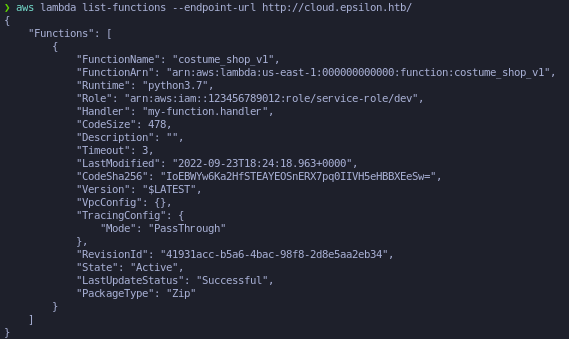 ❯ aws lambda list-functions --endpoint-url http://cloud.epsilon.htb/
{
    "Functions": [
        {
            "FunctionName": "costume_shop_v1",
            "FunctionArn": "arn:aws:lambda:us-east-1:000000000000:function:costume_shop_v1",
            "Runtime": "python3.7",
            "Role": "arn:aws:iam::123456789012:role/service-role/dev",
            "Handler": "my-function.handler",
            "CodeSize": 478,
            "Description": "",
            "Timeout": 3,
            "LastModified": "2022-09-23T18:24:18.963+0000",
            "CodeSha256": "IoEBWYw6Ka2HfSTEAYEOSnERX7pq0IIVH5eHBBXEeSw=",
            "Version": "$LATEST",
            "VpcConfig": {},
            "TracingConfig": {
                "Mode": "PassThrough"
            },
            "RevisionId": "41931acc-b5a6-4bac-98f8-2d8e5aa2eb34",
            "State": "Active",
            "LastUpdateStatus": "Successful",
            "PackageType": "Zip"
        }
    ]
}